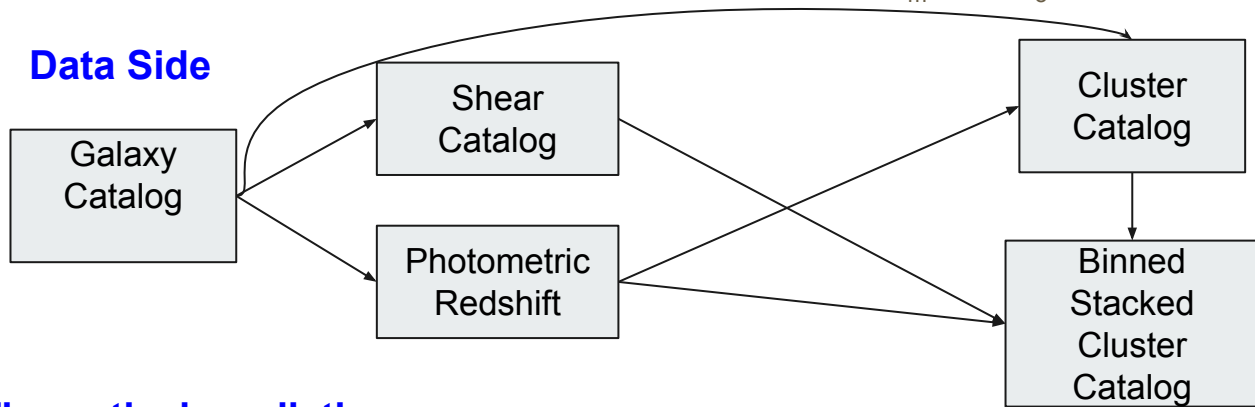 Data Side
Galaxy
Catalog
Shear
Catalog
Photometric
Redshift
Cluster
Catalog
Binned
Stacked
Cluster
Catalog